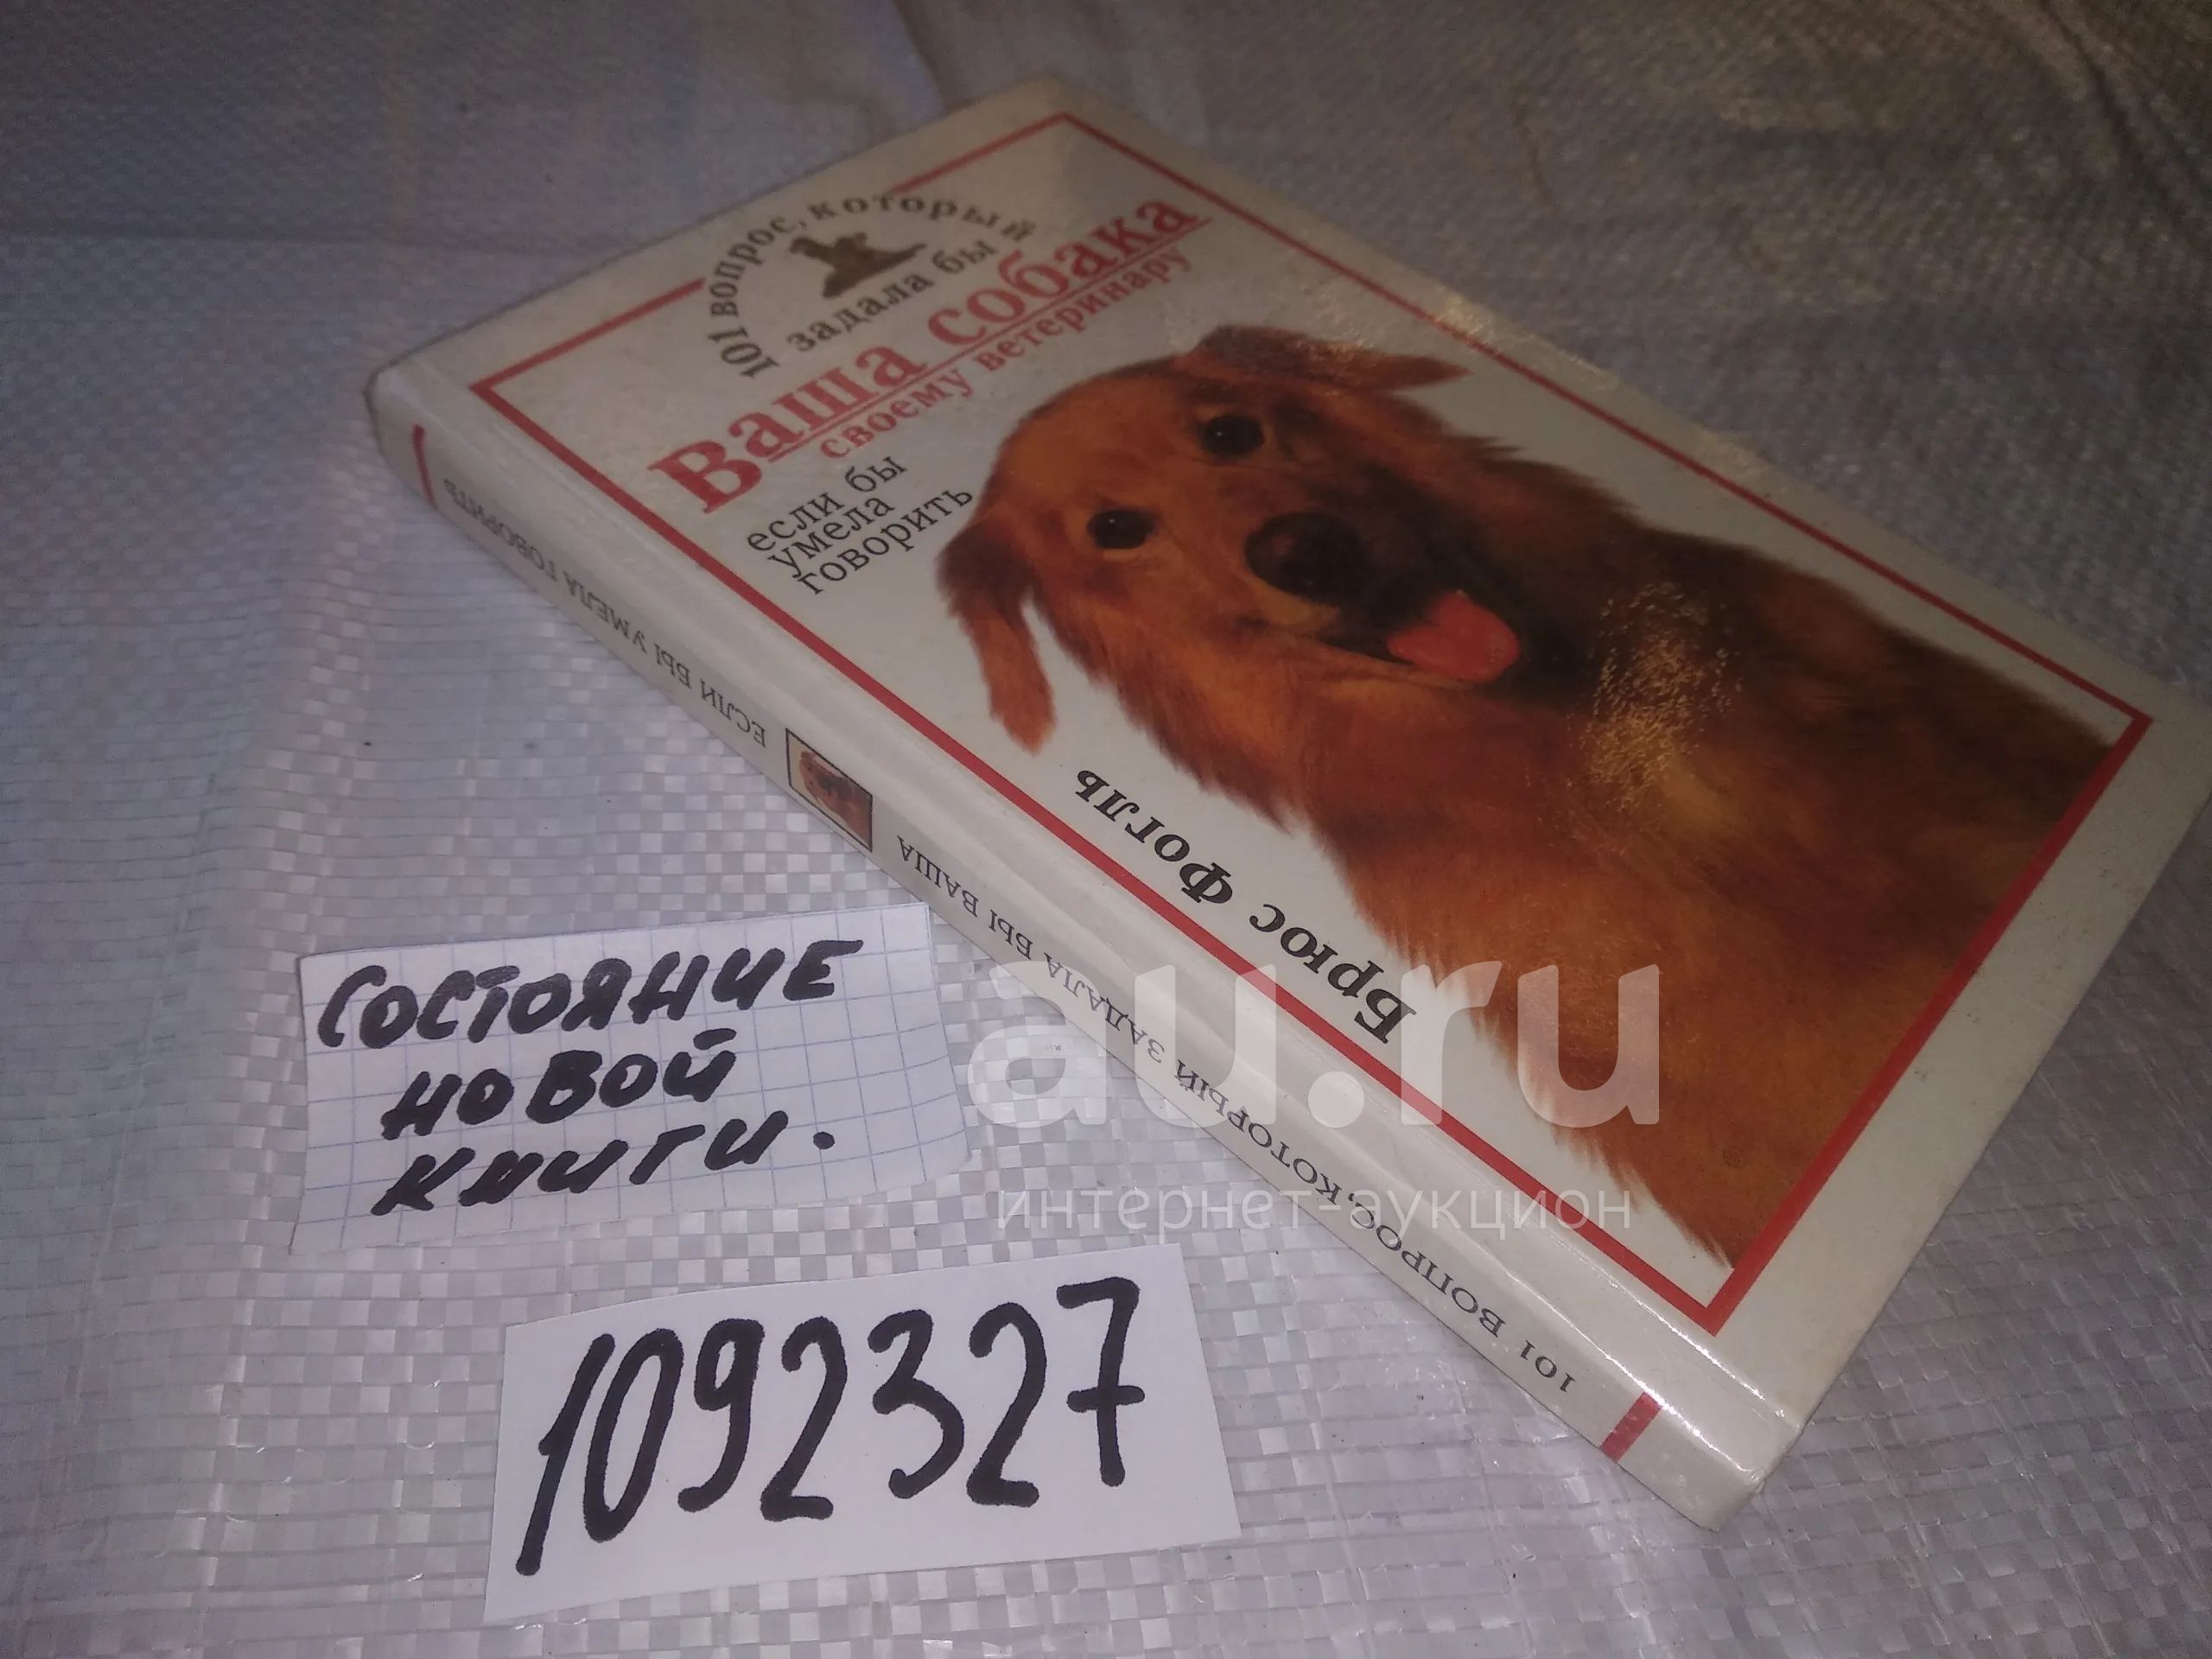 101 вопрос, который
задала бы
Ваша собака
своему ветеринару
если бы
умела
говорить
Брюс Фогль
101 ВОПРОС, КОТОРЫЙ ЗАДАЛА БЫ ВАША ЕСЛИ БЫ УМЕЛА ГОВОРИТЬ
СОСТОЯНИЕ
НОВОЙ
КНИГИ.
1092327
au.ru
интернет-аукцион